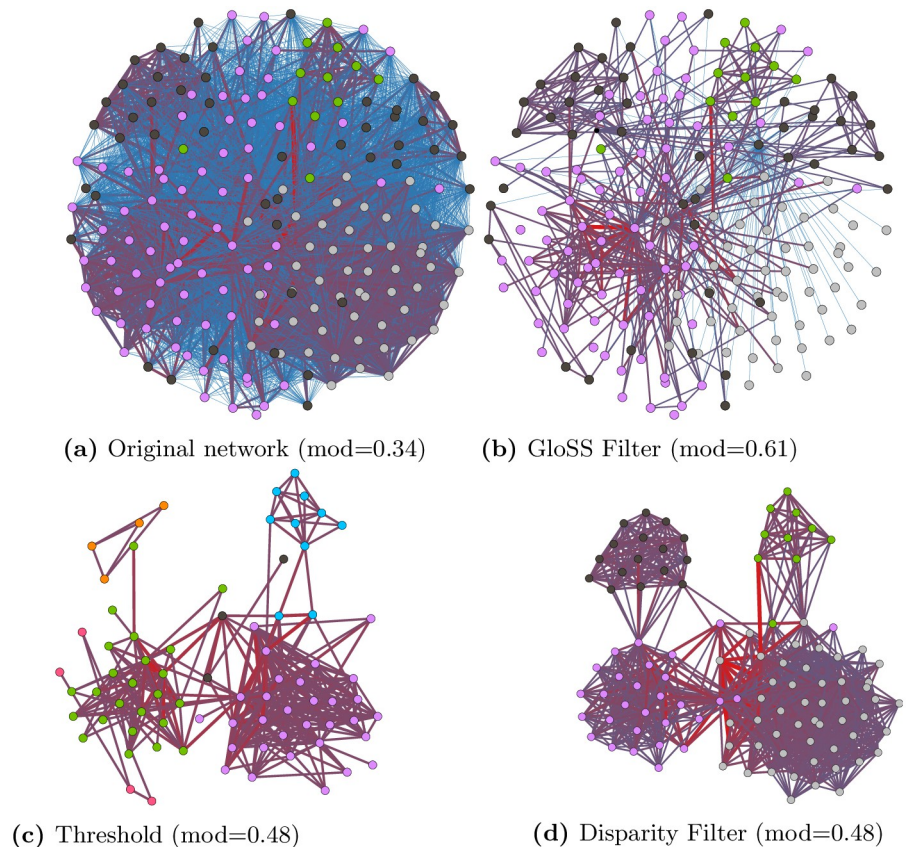 (a) Original network (mod=0.34)
(b) GloSS Filter (mod=0.61)
(c) Threshold (mod=0.48)
(d) Disparity Filter (mod=0.48)